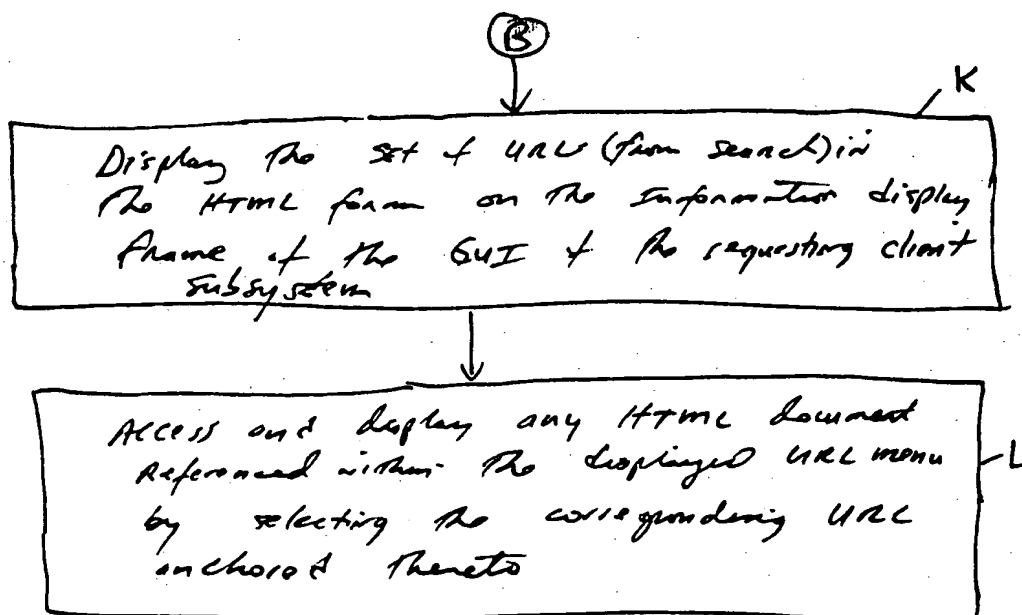 B
K
Display the set of URLs (from search) in
the HTML form on the Information display
frame of the GUI of the requesting client
subsystem
Access and display any HTML document
Referenced within the displayed URL menu
L
by selecting the corresponding URL
anchored thereto